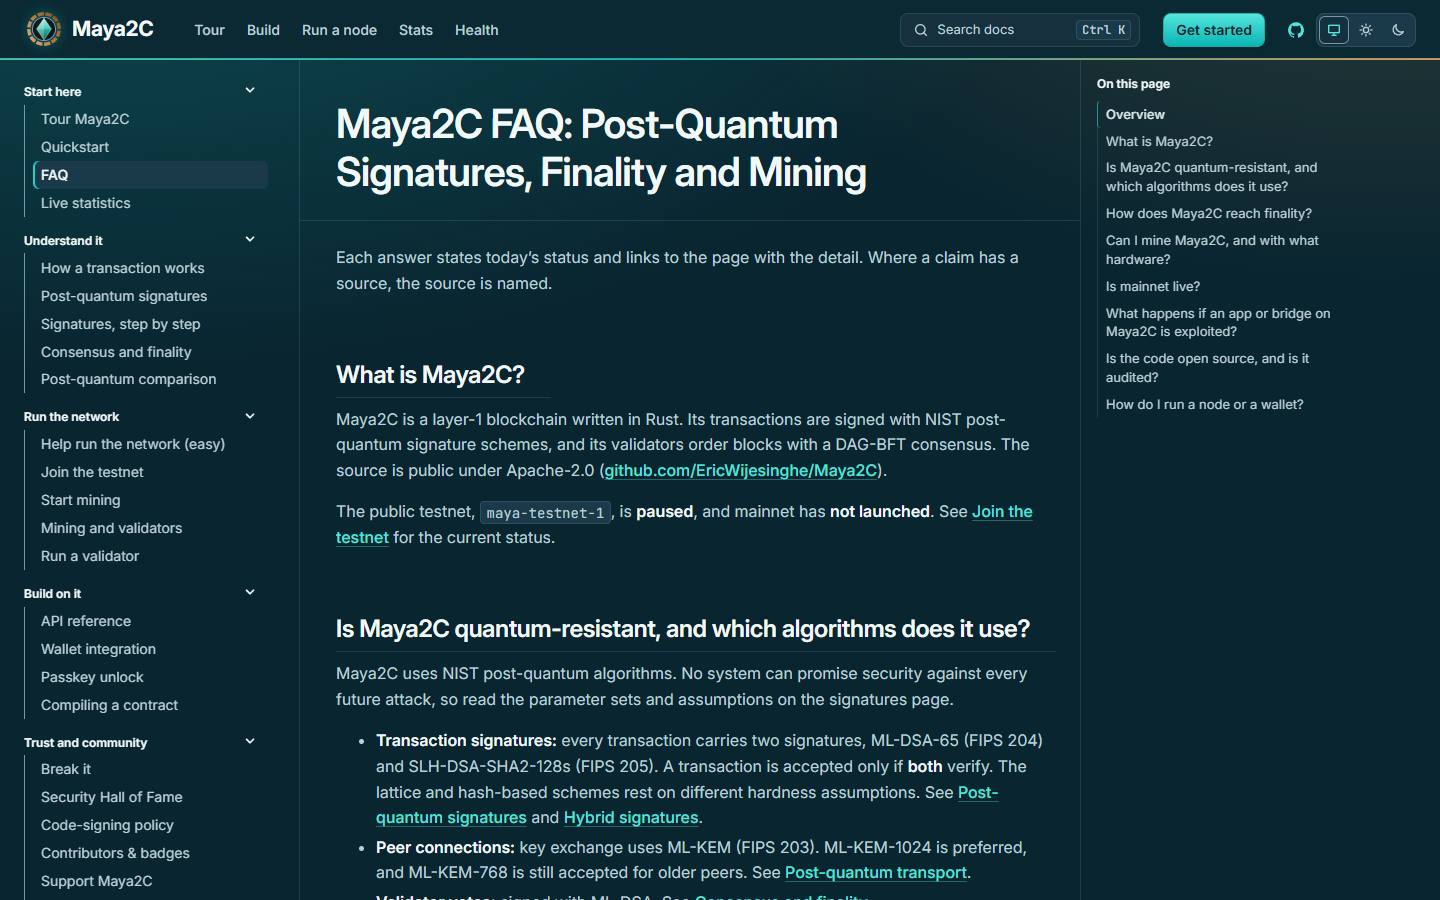 Maya2C
Tour
Build
Run a node
Stats
Health
Search docs
Ctrl K
Get started
Start here
Tour Maya2C
Quickstart
FAQ
Live statistics
Understand it
How a transaction works
Post-quantum signatures
Signatures, step by step
Consensus and finality
Post-quantum comparison
Run the network
Help run the network (easy)
Join the testnet
Start mining
Mining and validators
Run a validator
Build on it
API reference
Wallet integration
Passkey unlock
Compiling a contract
Trust and community
Break it
Security Hall of Fame
Code-signing policy
Contributors & badges
Support Maya2C
Maya2C FAQ: Post-Quantum
Signatures, Finality and Mining
Each answer states today's status and links to the page with the detail. Where a claim has a
source, the source is named.
What is Maya2C?
Maya2C is a layer-1 blockchain written in Rust. Its transactions are signed with NIST post-
quantum signature schemes, and its validators order blocks with a DAG-BFT consensus. The
source is public under Apache-2.0 (github.com/EricWijesinghe/Maya2C).
The public testnet, maya-testnet-1, is paused, and mainnet has not launched. See Join the
testnet for the current status.
Is Maya2C quantum-resistant, and which algorithms does it use?
Maya2C uses NIST post-quantum algorithms. No system can promise security against every
future attack, so read the parameter sets and assumptions on the signatures page.
• Transaction signatures: every transaction carries two signatures, ML-DSA-65 (FIPS 204)
and SLH-DSA-SHA2-128s (FIPS 205). A transaction is accepted only if both verify. The
lattice and hash-based schemes rest on different hardness assumptions. See Post-
quantum signatures and Hybrid signatures.
• Peer connections: key exchange uses ML-KEM (FIPS 203). ML-KEM-1024 is preferred,
and ML-KEM-768 is still accepted for older peers. See Post-quantum transport.
On this page
Overview
What is Maya2C?
Is Maya2C quantum-resistant, and
which algorithms does it use?
How does Maya2C reach finality?
Can I mine Maya2C, and with what
hardware?
Is mainnet live?
What happens if an app or bridge on
Maya2C is exploited?
Is the code open source, and is it
audited?
How do I run a node or a wallet?